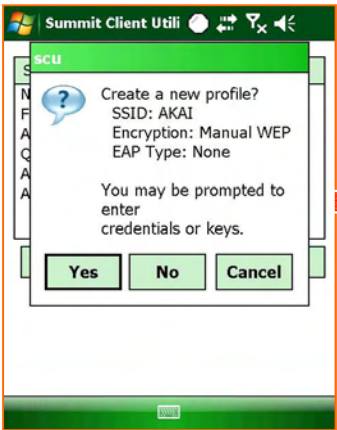 Summit Client Utili
scu
S
N
F
A
Q
A
A
Create a new profile?
SSID: AKAI
Encryption: Manual WEP
EAP Type: None
You may be prompted to
enter
credentials or keys.
Yes
No
Cancel